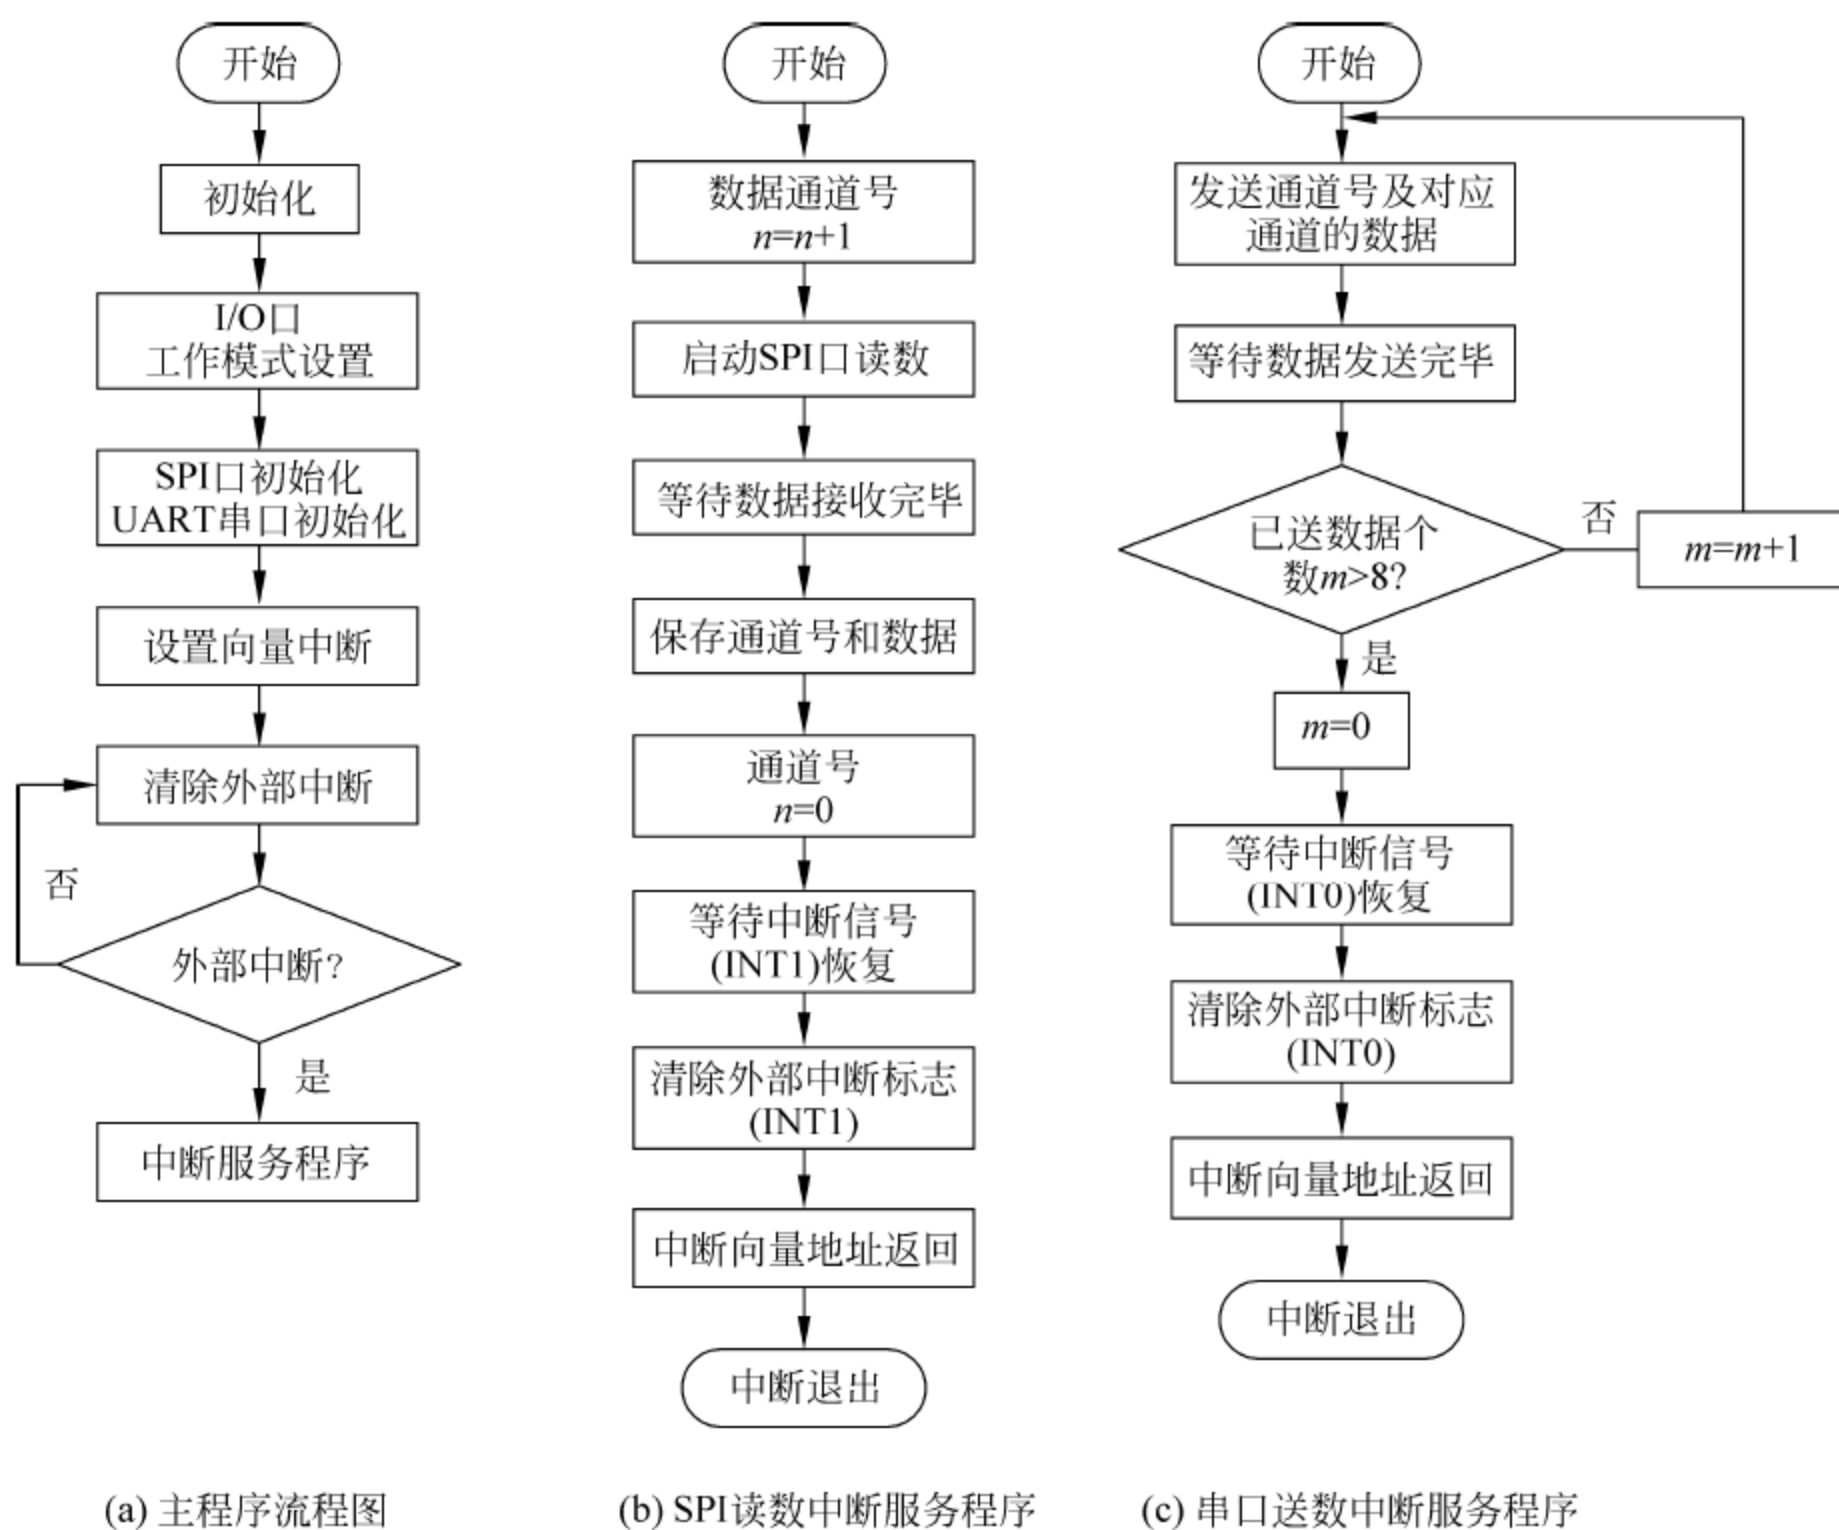 开始
初始化
I/O口
工作模式设置
SPI口初始化
UART串口初始化
设置向量中断
清除外部中断
否
外部中断?
是
中断服务程序
(a) 主程序流程图
开始
数据通道号
n=n+1
启动SPI口读数
等待数据接收完毕
保存通道号和数据
通道号
n=0
等待中断信号
(INT1)恢复
清除外部中断标志
(INT1)
中断向量地址返回
中断退出
(b) SPI读数中断服务程序
开始
发送通道号及对应
通道的数据
等待数据发送完毕
已送数据个
数m>8?
否
m=m+1
是
m=0
等待中断信号
(INT0)恢复
清除外部中断标志
(INT0)
中断向量地址返回
中断退出
(c) 串口送数中断服务程序